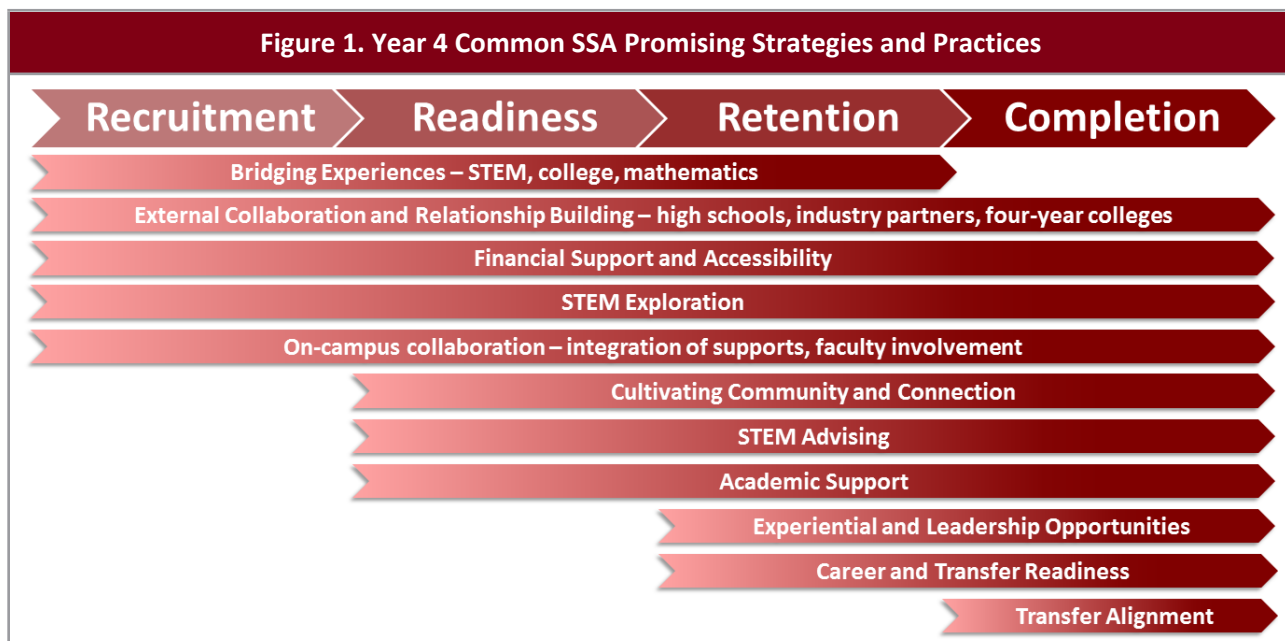 Figure 1. Year 4 Common SSA Promising Strategies and Practices
Recruitment Readiness Retention Completion
Bridging Experiences – STEM, college, mathematics
External Collaboration and Relationship Building – high schools, industry partners, four-year colleges
Financial Support and Accessibility
STEM Exploration
On-campus collaboration – integration of supports, faculty involvement
Cultivating Community and Connection
STEM Advising
Academic Support
Experiential and Leadership Opportunities
Career and Transfer Readiness
Transfer Alignment